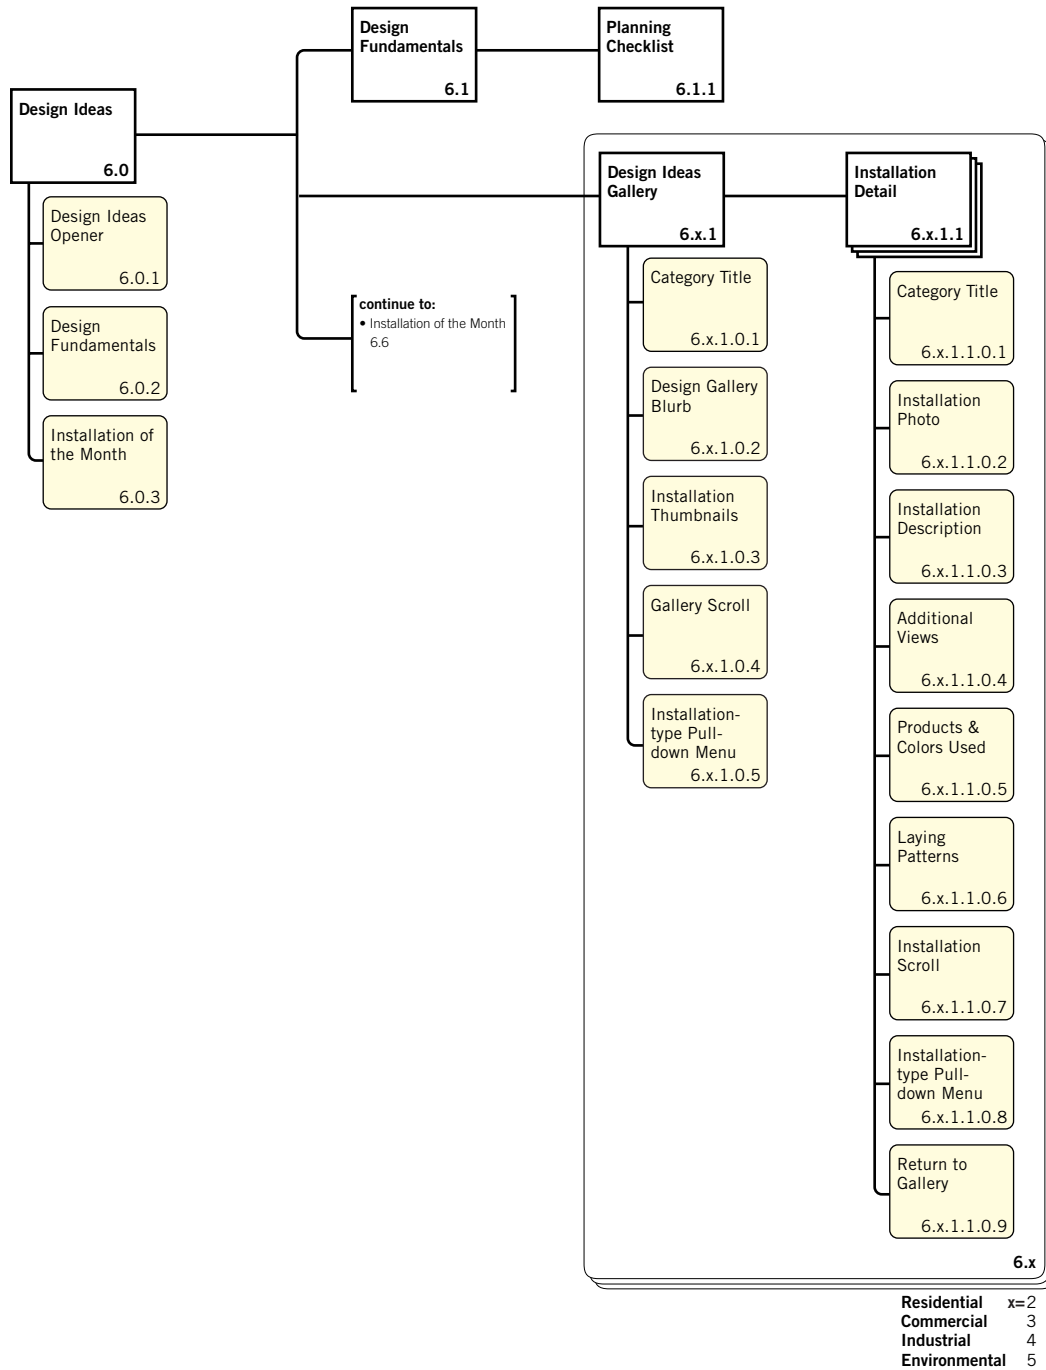 Design Ideas
6.0
Design Ideas
Opener
6.0.1
Design
Fundamentals
6.0.2
Installation of
the Month
6.0.3
Design
Fundamentals
6.1
Planning
Checklist
6.1.1
continue to:
• Installation of the Month
6.6
Design Ideas
Gallery
6.x.1
Category Title
6.x.1.0.1
Design Gallery
Blurb
6.x.1.0.2
Installation
Thumbnails
6.x.1.0.3
Gallery Scroll
6.x.1.0.4
Installation-
type Pull-
down Menu
6.x.1.0.5
Installation
Detail
6.x.1.1
Category Title
6.x.1.1.0.1
Installation
Photo
6.x.1.1.0.2
Installation
Description
6.x.1.1.0.3
Additional
Views
6.x.1.1.0.4
Products &
Colors Used
6.x.1.1.0.5
Laying
Patterns
6.x.1.1.0.6
Installation
Scroll
6.x.1.1.0.7
Installation-
type Pull-
down Menu
6.x.1.1.0.8
Return to
Gallery
6.x.1.1.0.9
6.x
Residential x=2
Commercial 3
Industrial 4
Environmental 5